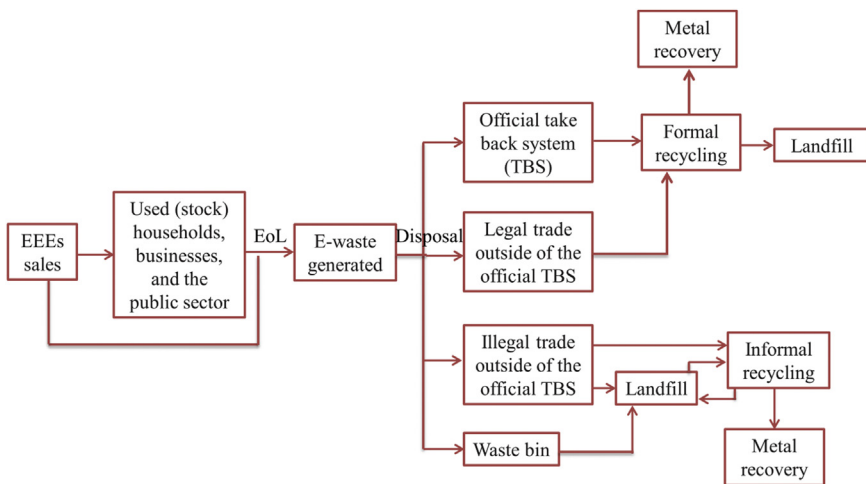 EEEs
sales
Used (stock)
households,
businesses,
and the
public sector
EoL
E-waste
generated
Disposal
Official take
back system
(TBS)
Legal trade
outside of the
official TBS
Illegal trade
outside of the
official TBS
Waste bin
Metal
recovery
Formal
recycling
Landfill
Landfill
Informal
recycling
Metal
recovery